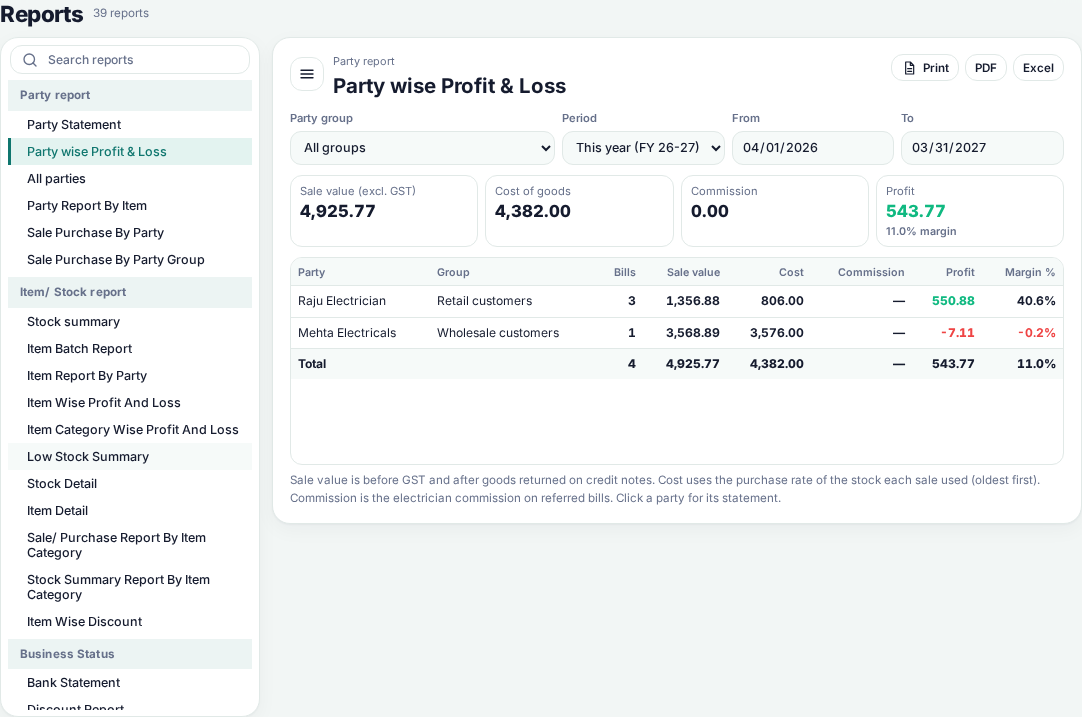 Reports 39 reports
Search reports
Party report
Party Statement
Party wise Profit & Loss
All parties
Party Report By Item
Sale Purchase By Party
Sale Purchase By Party Group
Item/ Stock report
Stock summary
Item Batch Report
Item Report By Party
Item Wise Profit And Loss
Item Category Wise Profit And Loss
Low Stock Summary
Stock Detail
Item Detail
Sale/ Purchase Report By Item
Category
Stock Summary Report By Item
Category
Item Wise Discount
Business Status
Bank Statement
Discount Report
Party report
Party wise Profit & Loss
Print PDF Excel
Party group Period From To
All groups This year (FY 26-27) 04/01/2026 03/31/2027
Sale value (excl. GST) Cost of goods Commission Profit
4,925.77 4,382.00 0.00 543.77
11.0% margin
Party Group Bills Sale value Cost Commission Profit Margin %
Raju Electrician Retail customers 3 1,356.88 806.00 — 550.88 40.6%
Mehta Electricals Wholesale customers 1 3,568.89 3,576.00 — -7.11 -0.2%
Total 4 4,925.77 4,382.00 — 543.77 11.0%
Sale value is before GST and after goods returned on credit notes. Cost uses the purchase rate of the stock each sale used (oldest first).
Commission is the electrician commission on referred bills. Click a party for its statement.